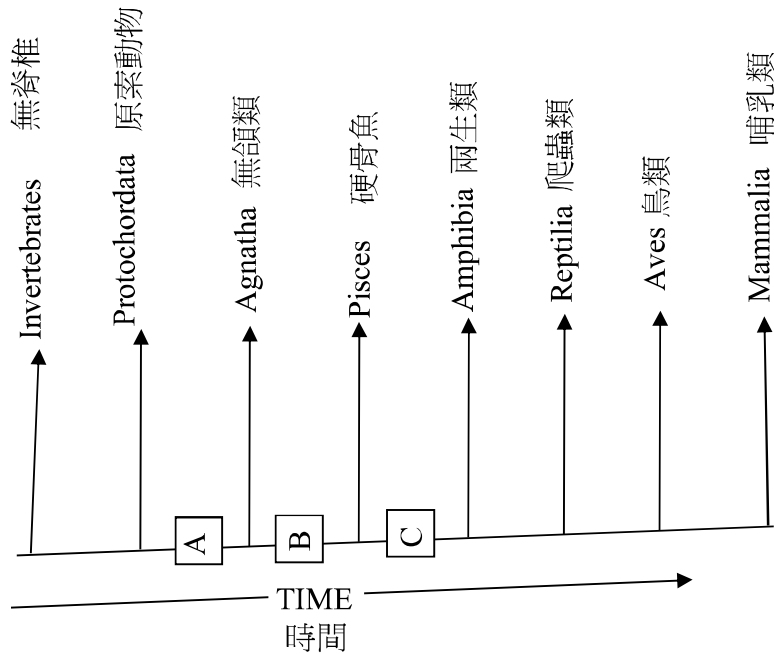 Invertebrates 無脊椎
Protochordata 原索動物
Agnatha 無頜類
Pisces 硬骨魚
Amphibia 兩生類
Reptilia 爬蟲類
Aves 鳥類
Mammalia 哺乳類
A
B
C
TIME
時間